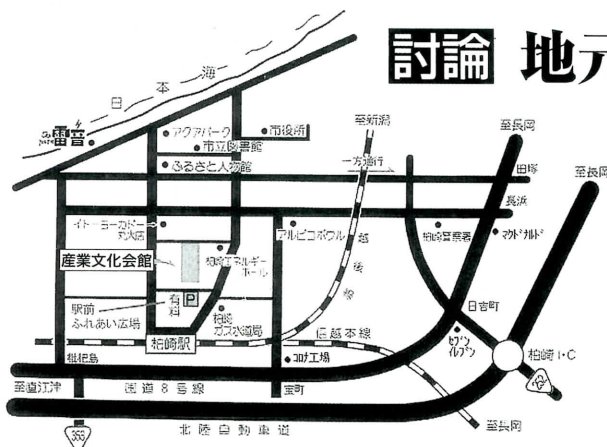 討論 地元
日本海
雷音
アクアパーク
市役所
市立図書館
ふるさと人物館
至新潟
一方通行
至長岡
田塚
至長岡
長浜
イトーヨーカドー
丸大店
アルピコボウル
越後線
柏崎警察署
マクドナルド
産業文化会館
柏崎エネルギー
ホール
有料
P
駅前
ふれあい広場
柏崎
ガス水道局
日吉町
セブン
イレブン
柏崎駅
信越本線
柏崎I・C
枇杷島
コロナ工場
252
至直江津
国道8号線
宝町
353
北陸自動車道
至長岡